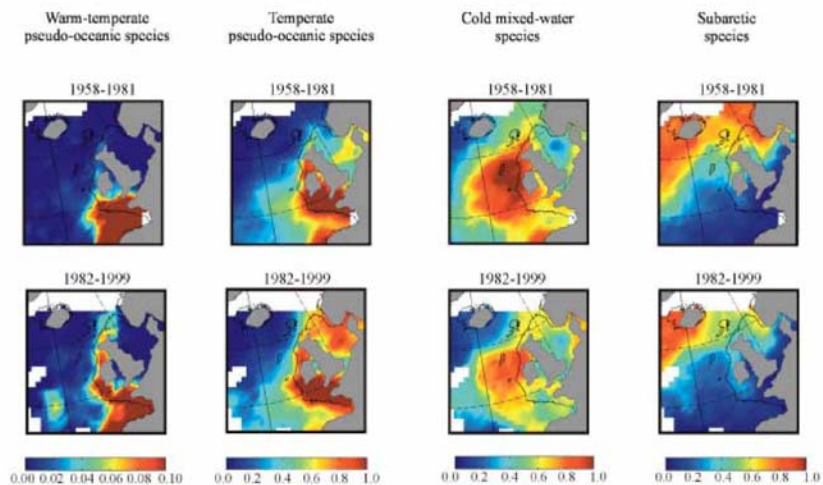 Warm-temperate
pseudo-oceanic species
Temperate
pseudo-oceanic species
Cold mixed-water
species
Subarctic
species
1958-1981
1958-1981
1958-1981
1958-1981
1982-1999
1982-1999
1982-1999
1982-1999
0.00 0.02 0.04 0.06 0.08 0.10
0.0 0.2 0.4 0.6 0.8 1.0
0.0 0.2 0.4 0.6 0.8 1.0
0.0 0.2 0.4 0.6 0.8 1.0